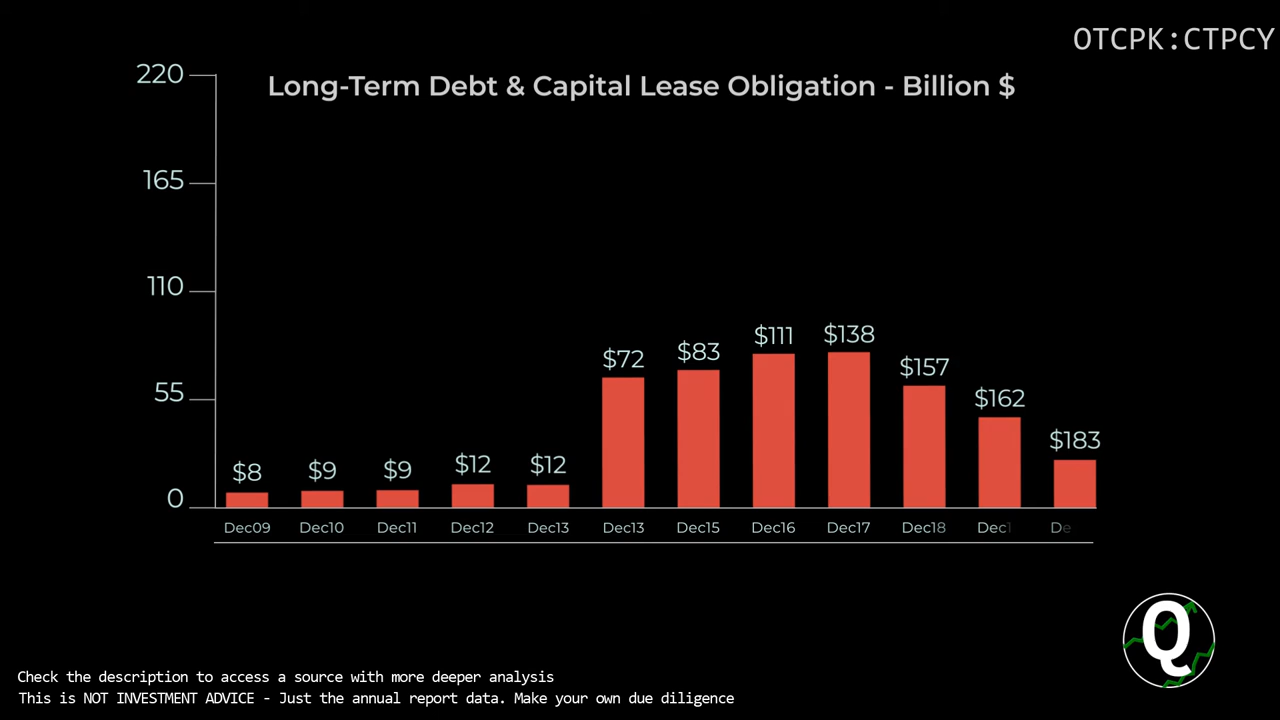 OTCPK:CTPCY
Long-Term Debt & Capital Lease Obligation - Billion $
220
165
110
55
0
$8 $9 $9 $12 $12 $72 $83 $111 $138 $157 $162 $183
Dec09 Dec10 Dec11 Dec12 Dec13 Dec13 Dec15 Dec16 Dec17 Dec18 Dec1 De
Q
Check the description to access a source with more deeper analysis
This is NOT INVESTMENT ADVICE - Just the annual report data. Make your own due diligence